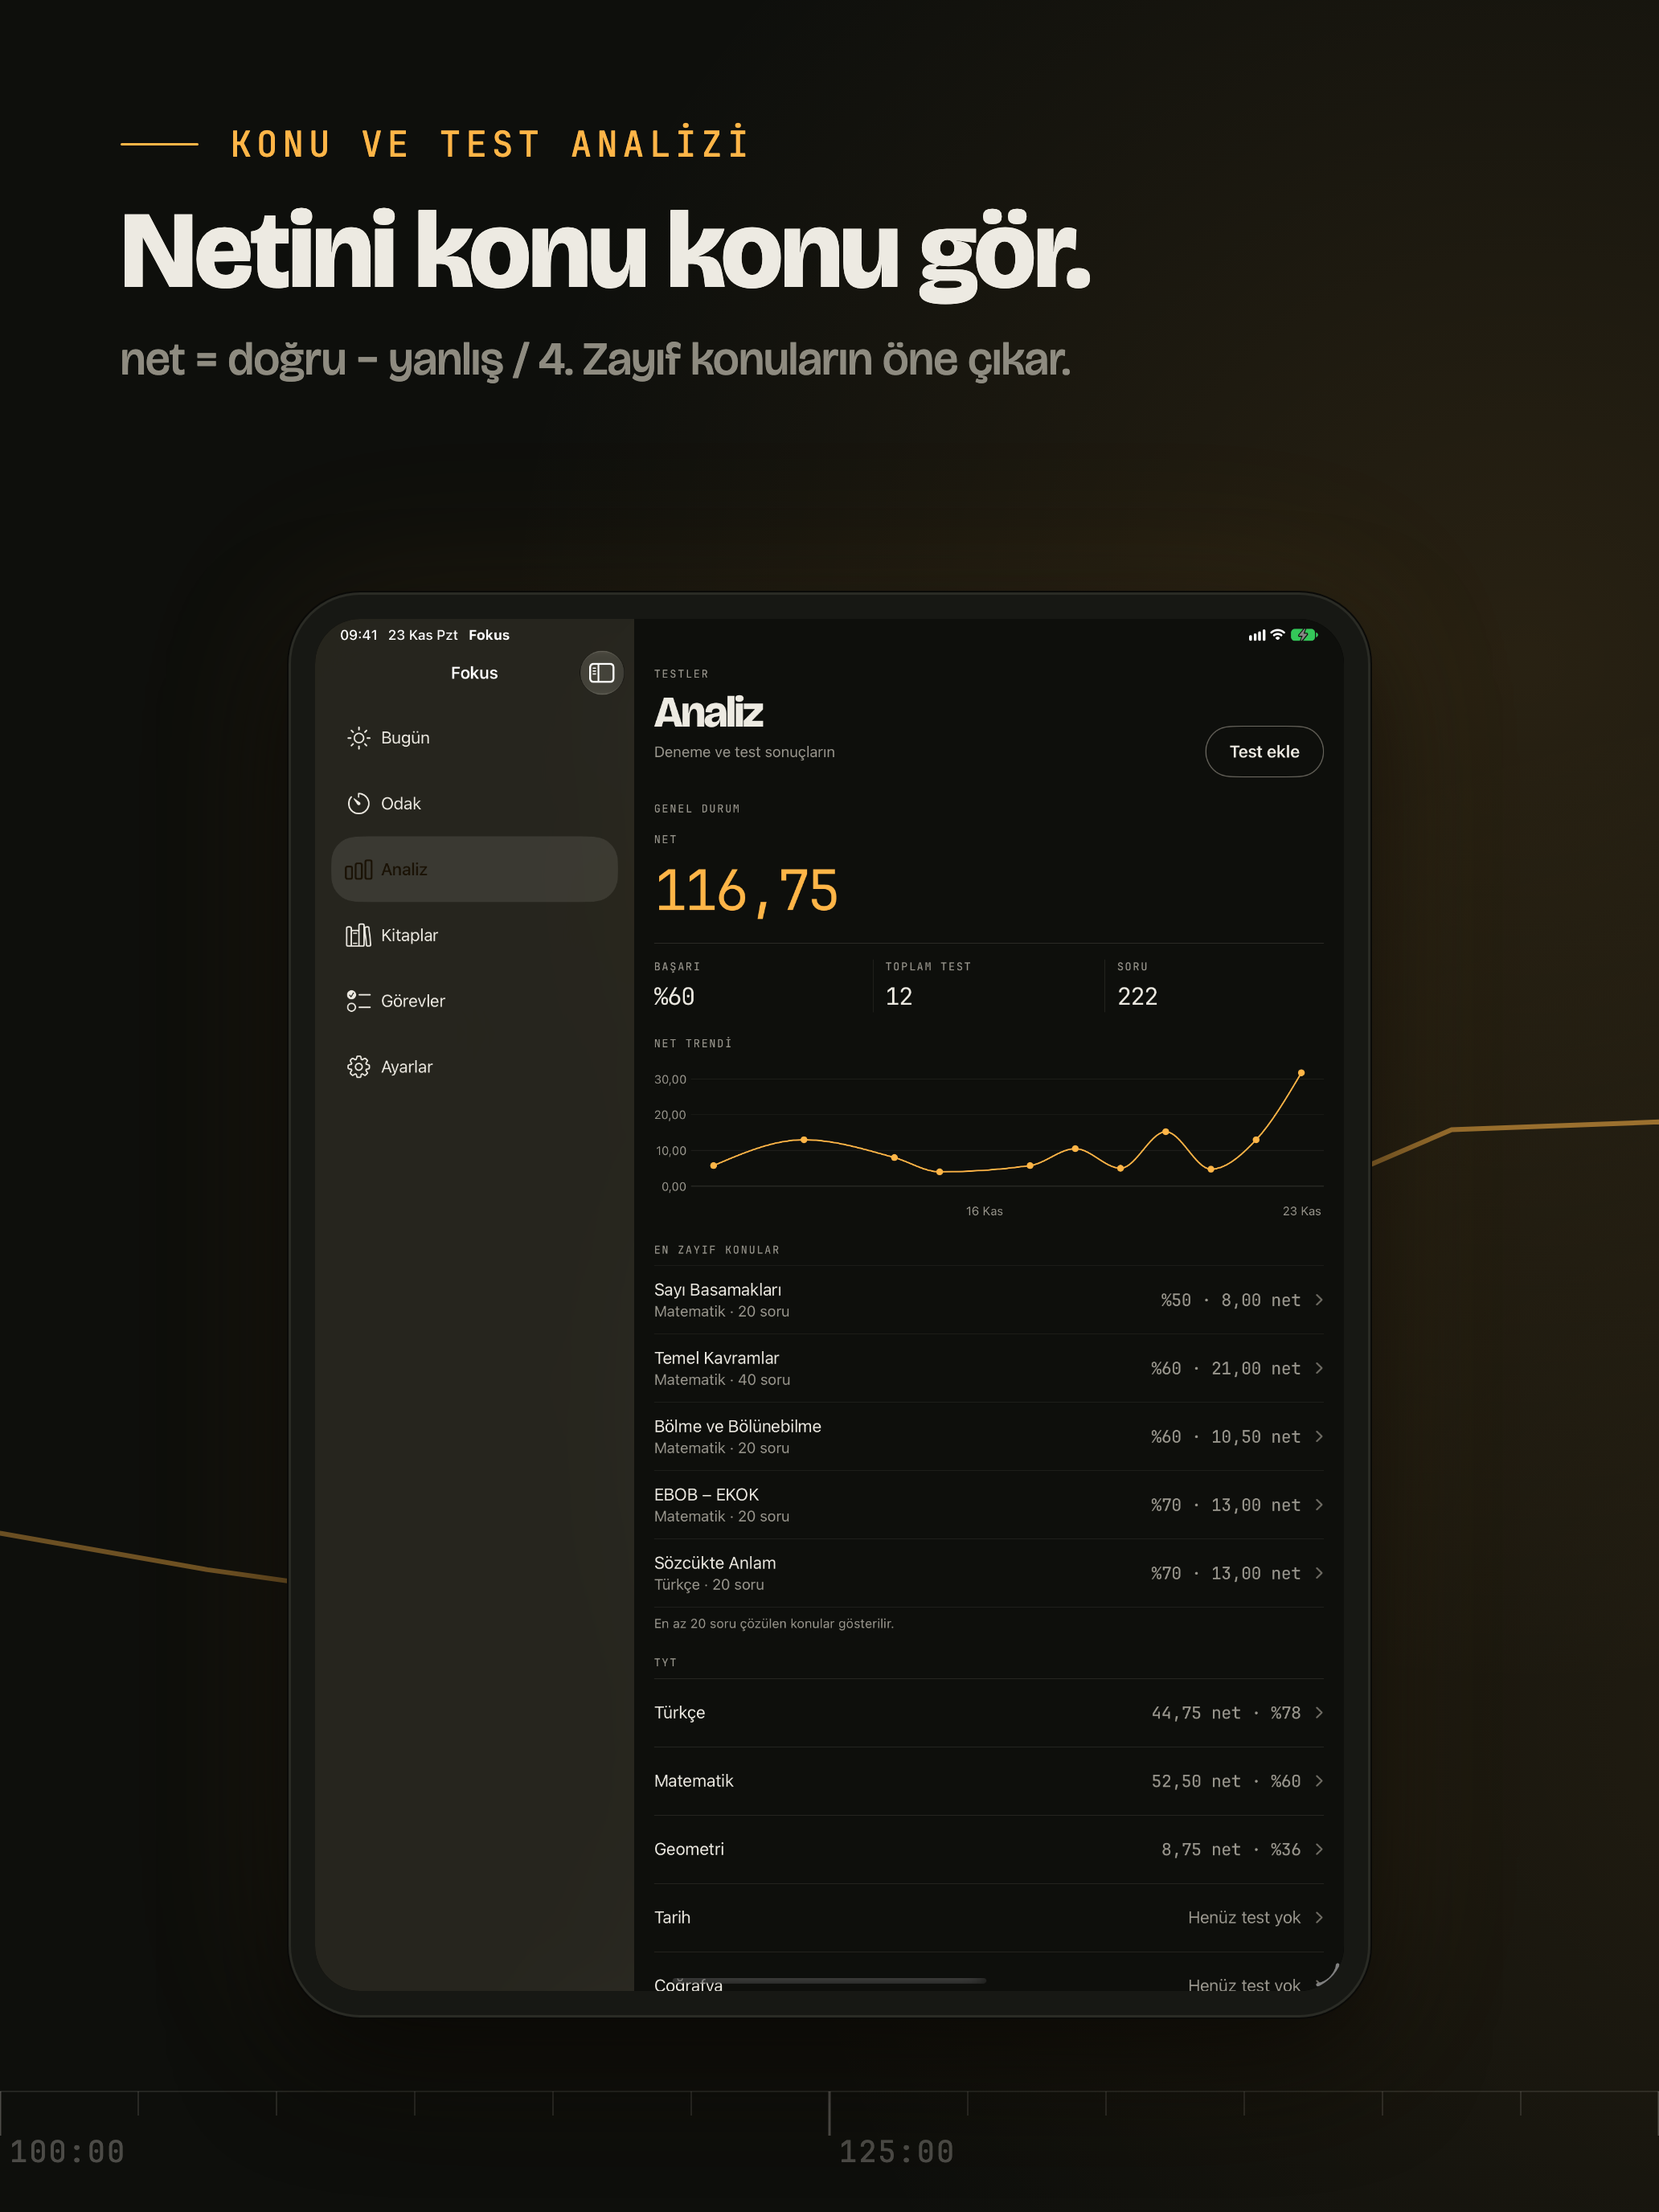 KONU VE TEST ANALİZİ
Netini konu konu gör.
net = doğru − yanlış / 4. Zayıf konuların öne çıkar.
09:41 23 Kas Pzt Fokus
Fokus
Bugün
Odak
Analiz
Kitaplar
Görevler
Ayarlar
TESTLER
Analiz
Deneme ve test sonuçların
Test ekle
GENEL DURUM
NET
116,75
BAŞARI TOPLAM TEST SORU
%60 12 222
NET TRENDİ
30,00
20,00
10,00
0,00
16 Kas 23 Kas
EN ZAYIF KONULAR
Sayı Basamakları
Matematik · 20 soru
%50 · 8,00 net
Temel Kavramlar
Matematik · 40 soru
%60 · 21,00 net
Bölme ve Bölünebilme
Matematik · 20 soru
%60 · 10,50 net
EBOB – EKOK
Matematik · 20 soru
%70 · 13,00 net
Sözcükte Anlam
Türkçe · 20 soru
%70 · 13,00 net
En az 20 soru çözülen konular gösterilir.
TYT
Türkçe 44,75 net · %78
Matematik 52,50 net · %60
Geometri 8,75 net · %36
Tarih Henüz test yok
Coğrafya Henüz test yok
100:00 125:00